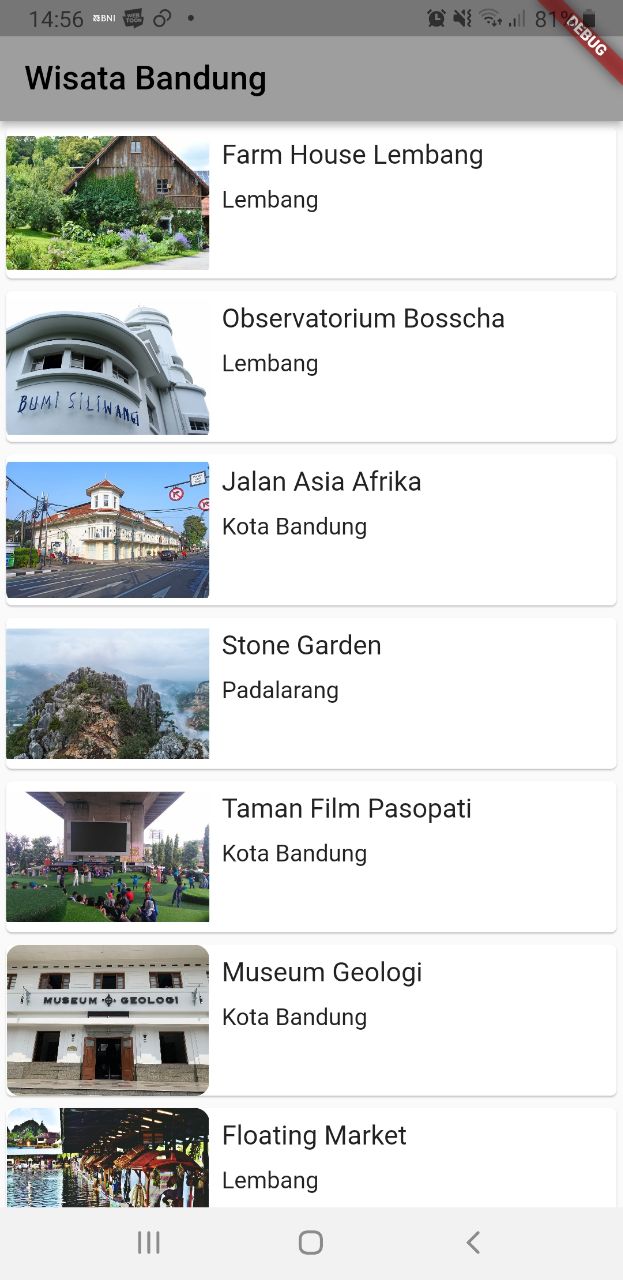 14:56 BNI WEB TOON 81%
DEBUG
Wisata Bandung
Farm House Lembang
Lembang
Observatorium Bosscha
Lembang
BUMI SILIWANGI
Jalan Asia Afrika
Kota Bandung
Stone Garden
Padalarang
Taman Film Pasopati
Kota Bandung
Museum Geologi
Kota Bandung
MUSEUM GEOLOGI
Floating Market
Lembang